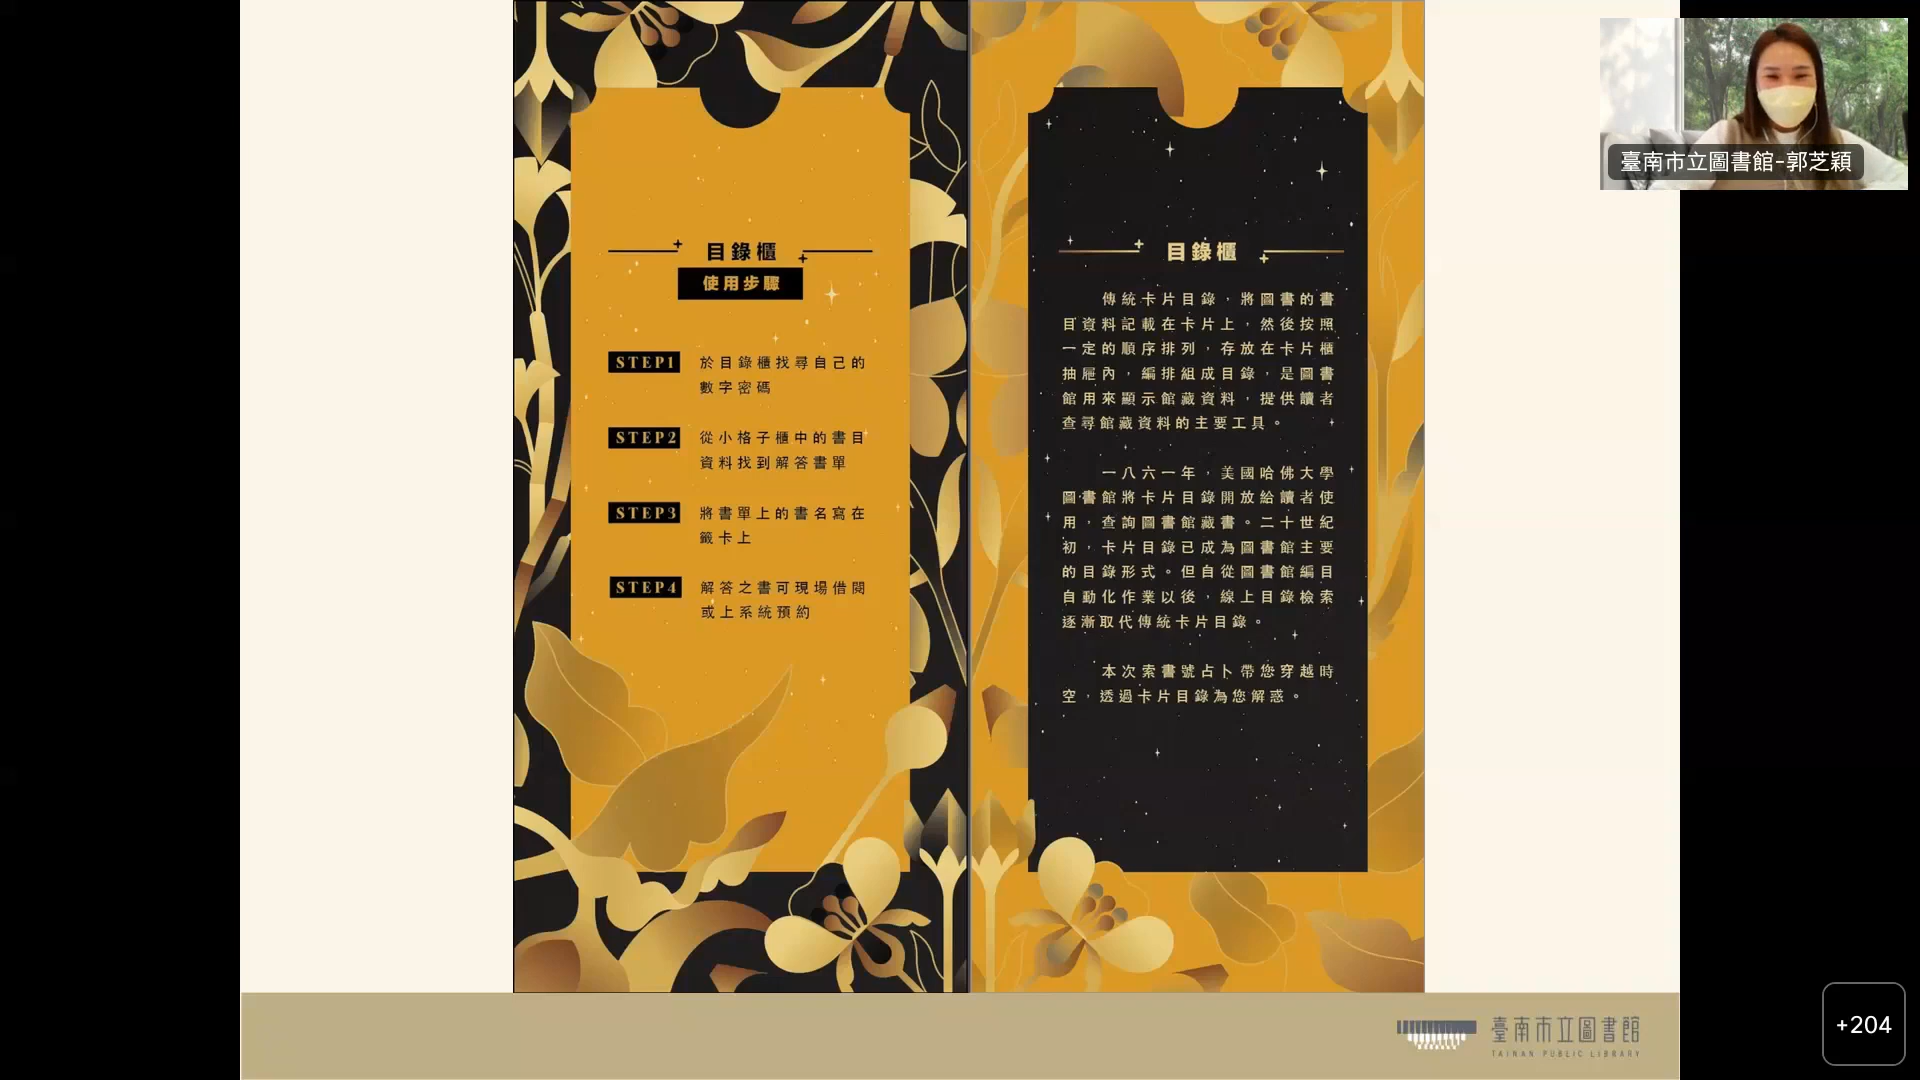 目錄櫃
使用步驟
STEP1
於目錄櫃找尋自己的
數字密碼
STEP2
從小格子櫃中的書目
資料找到解答書單
STEP3
將書單上的書名寫在
籤卡上
STEP4
解答之書可現場借閱
或上系統預約
目錄櫃
傳統卡片目錄，將圖書的書
目資料記載在卡片上，然後按照
一定的順序排列，存放在卡片櫃
抽屜內，編排組成目錄，是圖書
館用來顯示館藏資料，提供讀者
查尋館藏資料的主要工具。
一八六一年，美國哈佛大學
圖書館將卡片目錄開放給讀者使
用，查詢圖書館藏書。二十世紀
初，卡片目錄已成為圖書館主要
的目錄形式。但自從圖書館編目
自動化作業以後，線上目錄檢索
逐漸取代傳統卡片目錄。
本次索書號占卜帶您穿越時
空，透過卡片目錄為您解惑。
臺南市立圖書館-郭芝穎
+204
臺南市立圖書館
TAINAN PUBLIC LIBRARY